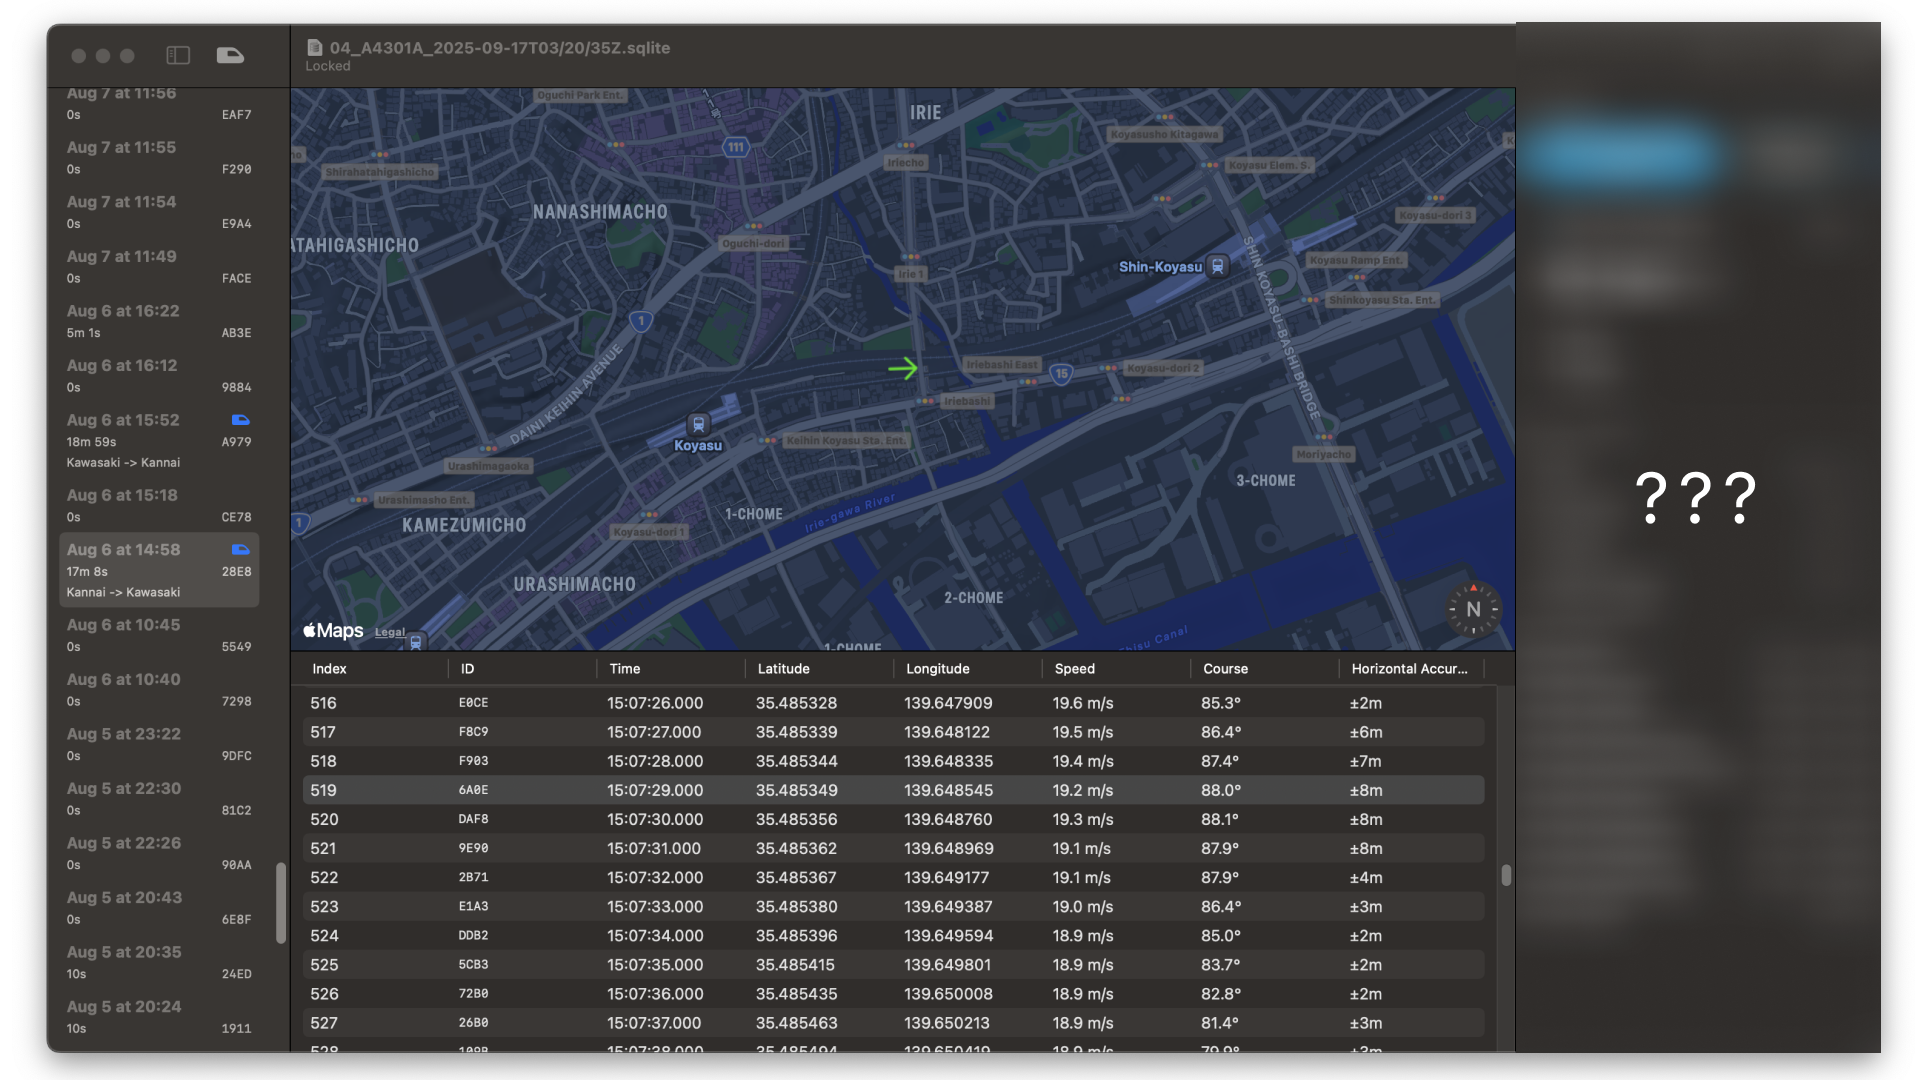 04_A4301A_2025-09-17T03/20/35Z.sqlite
Locked
Aug 7 at 11:56
0s EAF7
Aug 7 at 11:55
0s F290
Aug 7 at 11:54
0s E9A4
Aug 7 at 11:49
0s FACE
Aug 6 at 16:22
5m 1s AB3E
Aug 6 at 16:12
0s 9884
Aug 6 at 15:52
18m 59s A979
Kawasaki -> Kannai
Aug 6 at 15:18
0s CE78
Aug 6 at 14:58
17m 8s 28E8
Kannai -> Kawasaki
Aug 6 at 10:45
0s 5549
Aug 6 at 10:40
0s 7298
Aug 5 at 23:22
0s 9DFC
Aug 5 at 22:30
0s 81C2
Aug 5 at 22:26
0s 90AA
Aug 5 at 20:43
0s 6E8F
Aug 5 at 20:35
10s 24ED
Aug 5 at 20:24
10s 1911
Oguchi Park Ent.
IRIE
Koyasusho Kitagawa
111
Iriecho
Koyasu Elem. S.
Shirahatahigashicho
NANASHIMACHO
Koyasu-dori 3
ATAHIGASHICHO
Oguchi-dori
Irie 1
Shin-Koyasu
Koyasu Ramp Ent.
Shinkoyasu Sta. Ent.
1
DAINI KEIHIN AVENUE
SHIN KOYASU-BASHI BRIDGE
Iriebashi East
15
Koyasu-dori 2
Iriebashi
Koyasu
Keihin Koyasu Sta. Ent.
Moriyacho
Urashimagaoka
3-CHOME
Urashimasho Ent.
1
KAMEZUMICHO
1-CHOME
Irie-gawa River
Koyasu-dori 1
URASHIMACHO
2-CHOME
N
Maps Legal
1-CHOME
hisu Canal
Index ID Time Latitude Longitude Speed Course Horizontal Accur...
516 E0CE 15:07:26.000 35.485328 139.647909 19.6 m/s 85.3° ±2m
517 F8C9 15:07:27.000 35.485339 139.648122 19.5 m/s 86.4° ±6m
518 F903 15:07:28.000 35.485344 139.648335 19.4 m/s 87.4° ±7m
519 6A0E 15:07:29.000 35.485349 139.648545 19.2 m/s 88.0° ±8m
520 DAF8 15:07:30.000 35.485356 139.648760 19.3 m/s 88.1° ±8m
521 9E90 15:07:31.000 35.485362 139.648969 19.1 m/s 87.9° ±8m
522 2B71 15:07:32.000 35.485367 139.649177 19.1 m/s 87.9° ±4m
523 E1A3 15:07:33.000 35.485380 139.649387 19.0 m/s 86.4° ±3m
524 DDB2 15:07:34.000 35.485396 139.649594 18.9 m/s 85.0° ±2m
525 5CB3 15:07:35.000 35.485415 139.649801 18.9 m/s 83.7° ±2m
526 72B0 15:07:36.000 35.485435 139.650008 18.9 m/s 82.8° ±2m
527 26B0 15:07:37.000 35.485463 139.650213 18.9 m/s 81.4° ±3m
528 109B 15:07:38.000 35.485494 139.650419 18.9 m/s 79.9° ±3m
???